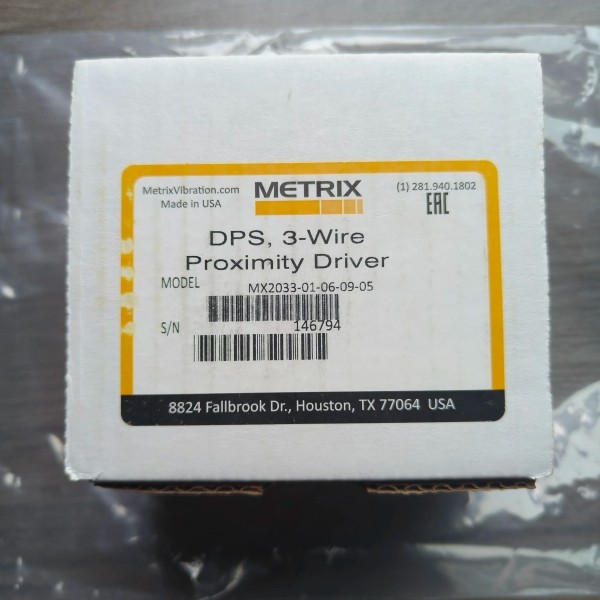 MetrixVibration.com METRIX (1) 281.940.1802
Made in USA EAC
DPS, 3-Wire
Proximity Driver
MODEL MX2033-01-06-09-05
S/N 146794
8824 Fallbrook Dr., Houston, TX 77064 USA